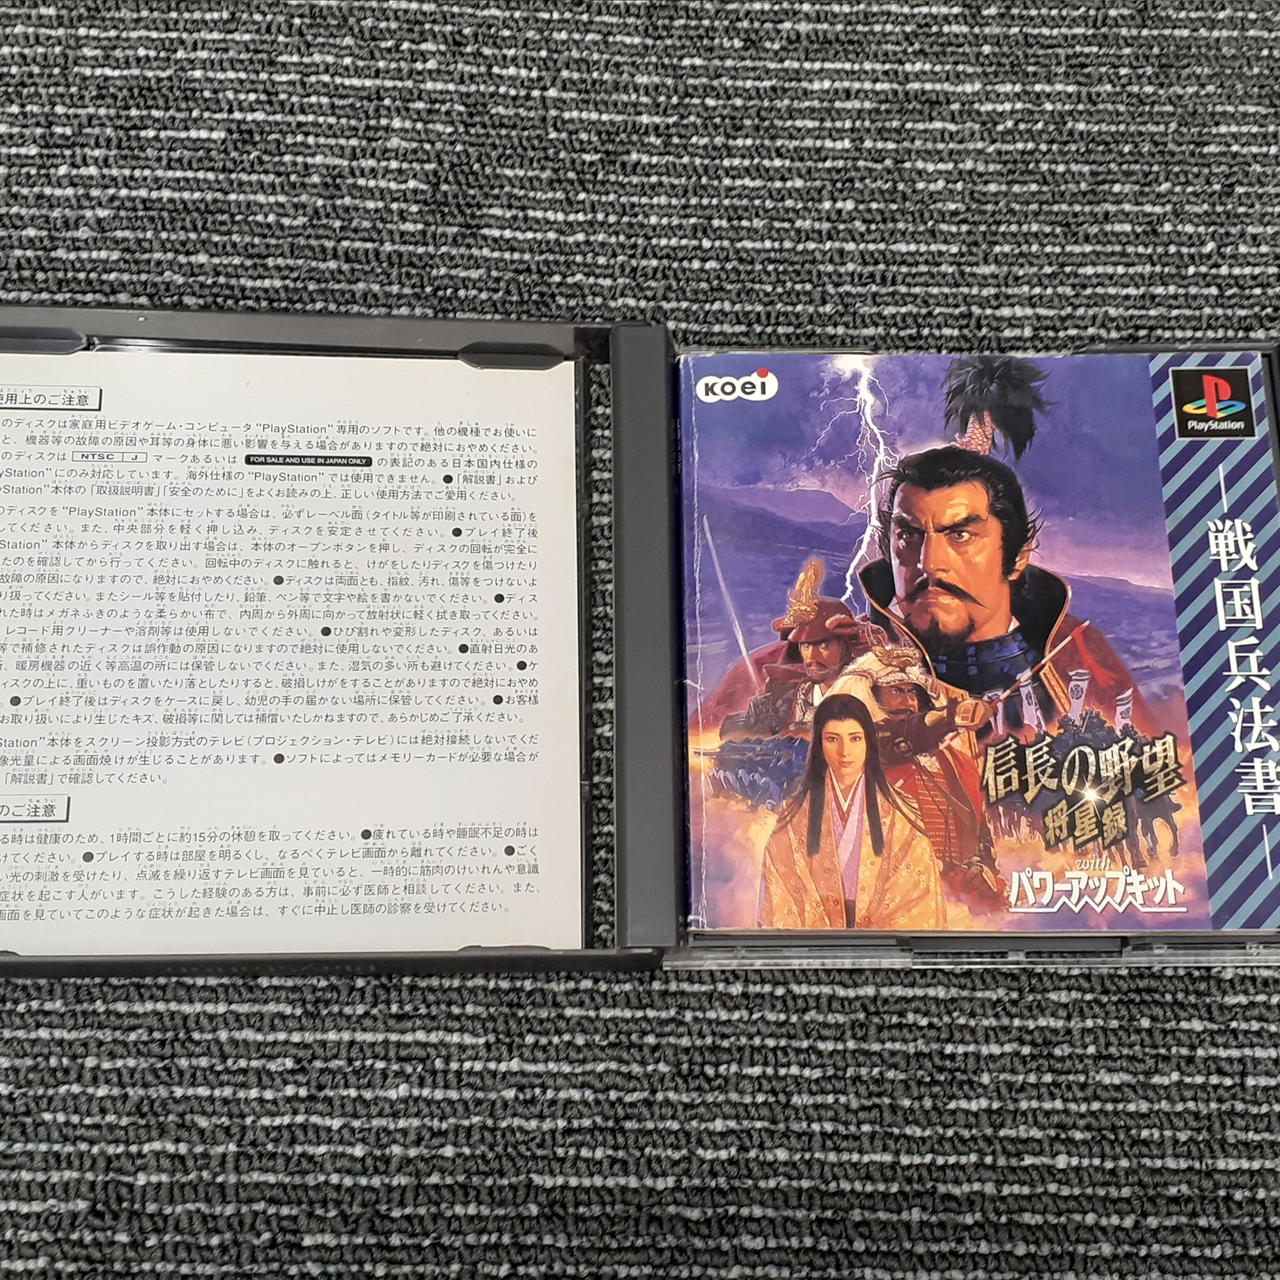 使用上のご注意
のディスクは家庭用ビデオゲーム・コンピュータ“PlayStation”専用のソフトです。他の機種でお使いに
と、機器等の故障の原因や耳等の身体に悪い影響を与える場合がありますので絶対におやめください。
のディスクは NTSC J マークあるいは FOR SALE AND USE IN JAPAN ONLY の表記のある日本国内仕様の
yStation”にのみ対応しています。海外仕様の“PlayStation”では使用できません。●「解説書」および
yStation”本体の「取扱説明書」「安全のために」をよくお読みの上、正しい使用方法でご愛用ください。
のディスクを“PlayStation”本体にセットする場合は、必ずレーベル面(タイトル等が印刷されている面)を
してください。また、中央部分を軽く押し込み、ディスクを安定させてください。●プレイ終了後
Station”本体からディスクを取り出す場合は、本体のオープンボタンを押し、ディスクの回転が完全に
たのを確認してから行ってください。回転中のディスクに触れると、けがをしたりディスクを傷つけたり
故障の原因になりますので、絶対におやめください。●ディスクは両面とも、指紋、汚れ、傷等をつけないよ
り扱ってください。またシール等を貼付したり、鉛筆、ペン等で文字や絵を書かないでください。●ディス
れた時はメガネふきのような柔らかい布で、内周から外周に向かって放射状に軽く拭き取ってください。
レコード用クリーナーや溶剤等は使用しないでください。●ひび割れや変形したディスク、あるいは
等で補修されたディスクは誤作動の原因になりますので絶対に使用しないでください。●直射日光のあ
所、暖房機器の近く等高温の所には保管しないでください。また、湿気の多い所も避けてください。●ケ
ィスクの上に、重いものを置いたり落としたりすると、破損しけがをすることがありますので絶対におやめ
。●プレイ終了後はディスクをケースに戻し、幼児の手の届かない場所に保管してください。●お客様
お取り扱いにより生じたキズ、破損等に関しては補償いたしかねますので、あらかじめご了承ください。
Station”本体をスクリーン投影方式のテレビ(プロジェクション・テレビ)には絶対接続しないでくださ
像光量による画面焼けが生じることがあります。●ソフトによってはメモリーカードが必要な場合が
「解説書」で確認してください。
のご注意
る時は健康のため、1時間ごとに約15分の休憩を取ってください。●疲れている時や睡眠不足の時は
けてください。●プレイする時は部屋を明るくし、なるべくテレビ画面から離れてください。●ごく
い光の刺激を受けたり、点滅を繰り返すテレビ画面を見ていると、一時的に筋肉のけいれんや意識
症状を起こす人がいます。こうした経験のある方は、事前に必ず医師と相談してください。また、
画面を見ていてこのような症状が起きた場合は、すぐに中止し医師の診察を受けてください。
KOEI
PlayStation
戦国兵法書
信長の野望
将星録
with
パワーアップキット